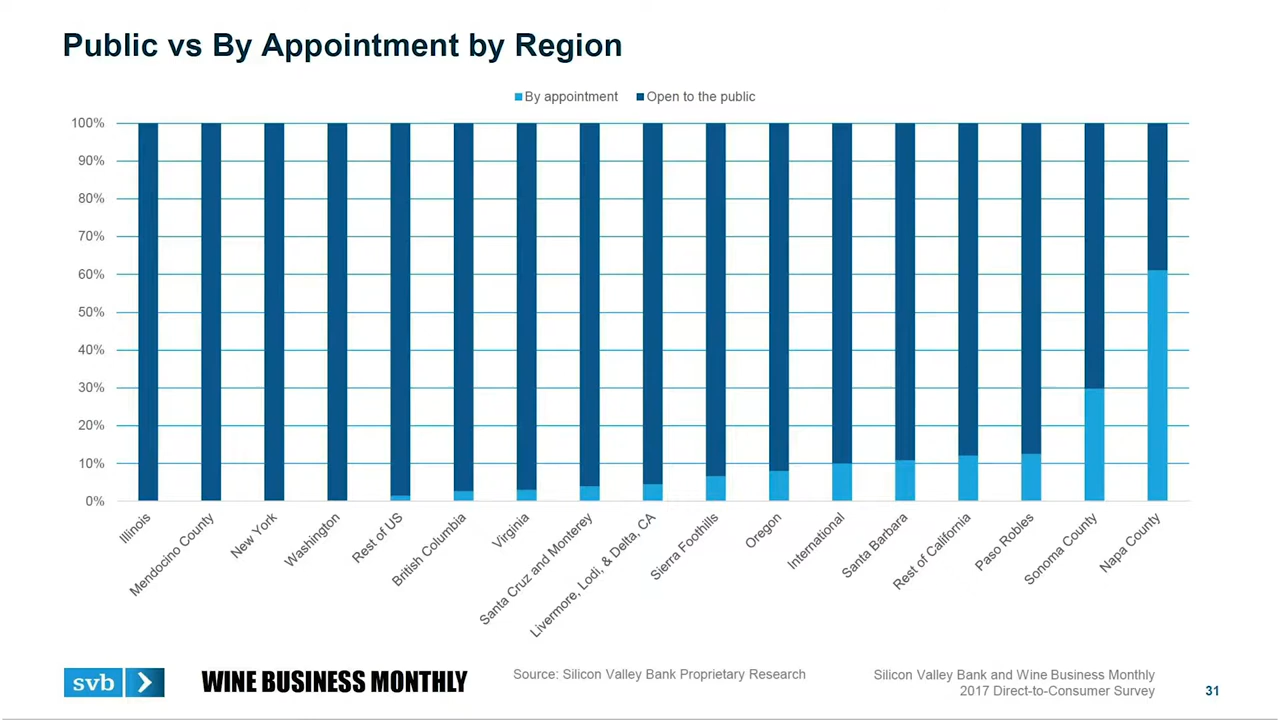 Public vs By Appointment by Region
By appointment
Open to the public
100%
90%
80%
70%
60%
50%
40%
30%
20%
10%
0%
Illinois
Mendocino County
New York
Washington
Rest of US
British Columbia
Virginia
Santa Cruz and Monterey
Livermore, Lodi, & Delta, CA
Sierra Foothills
Oregon
International
Santa Barbara
Rest of California
Paso Robles
Sonoma County
Napa County
svb
WINE BUSINESS MONTHLY
Source: Silicon Valley Bank Proprietary Research
Silicon Valley Bank and Wine Business Monthly
2017 Direct-to-Consumer Survey
31